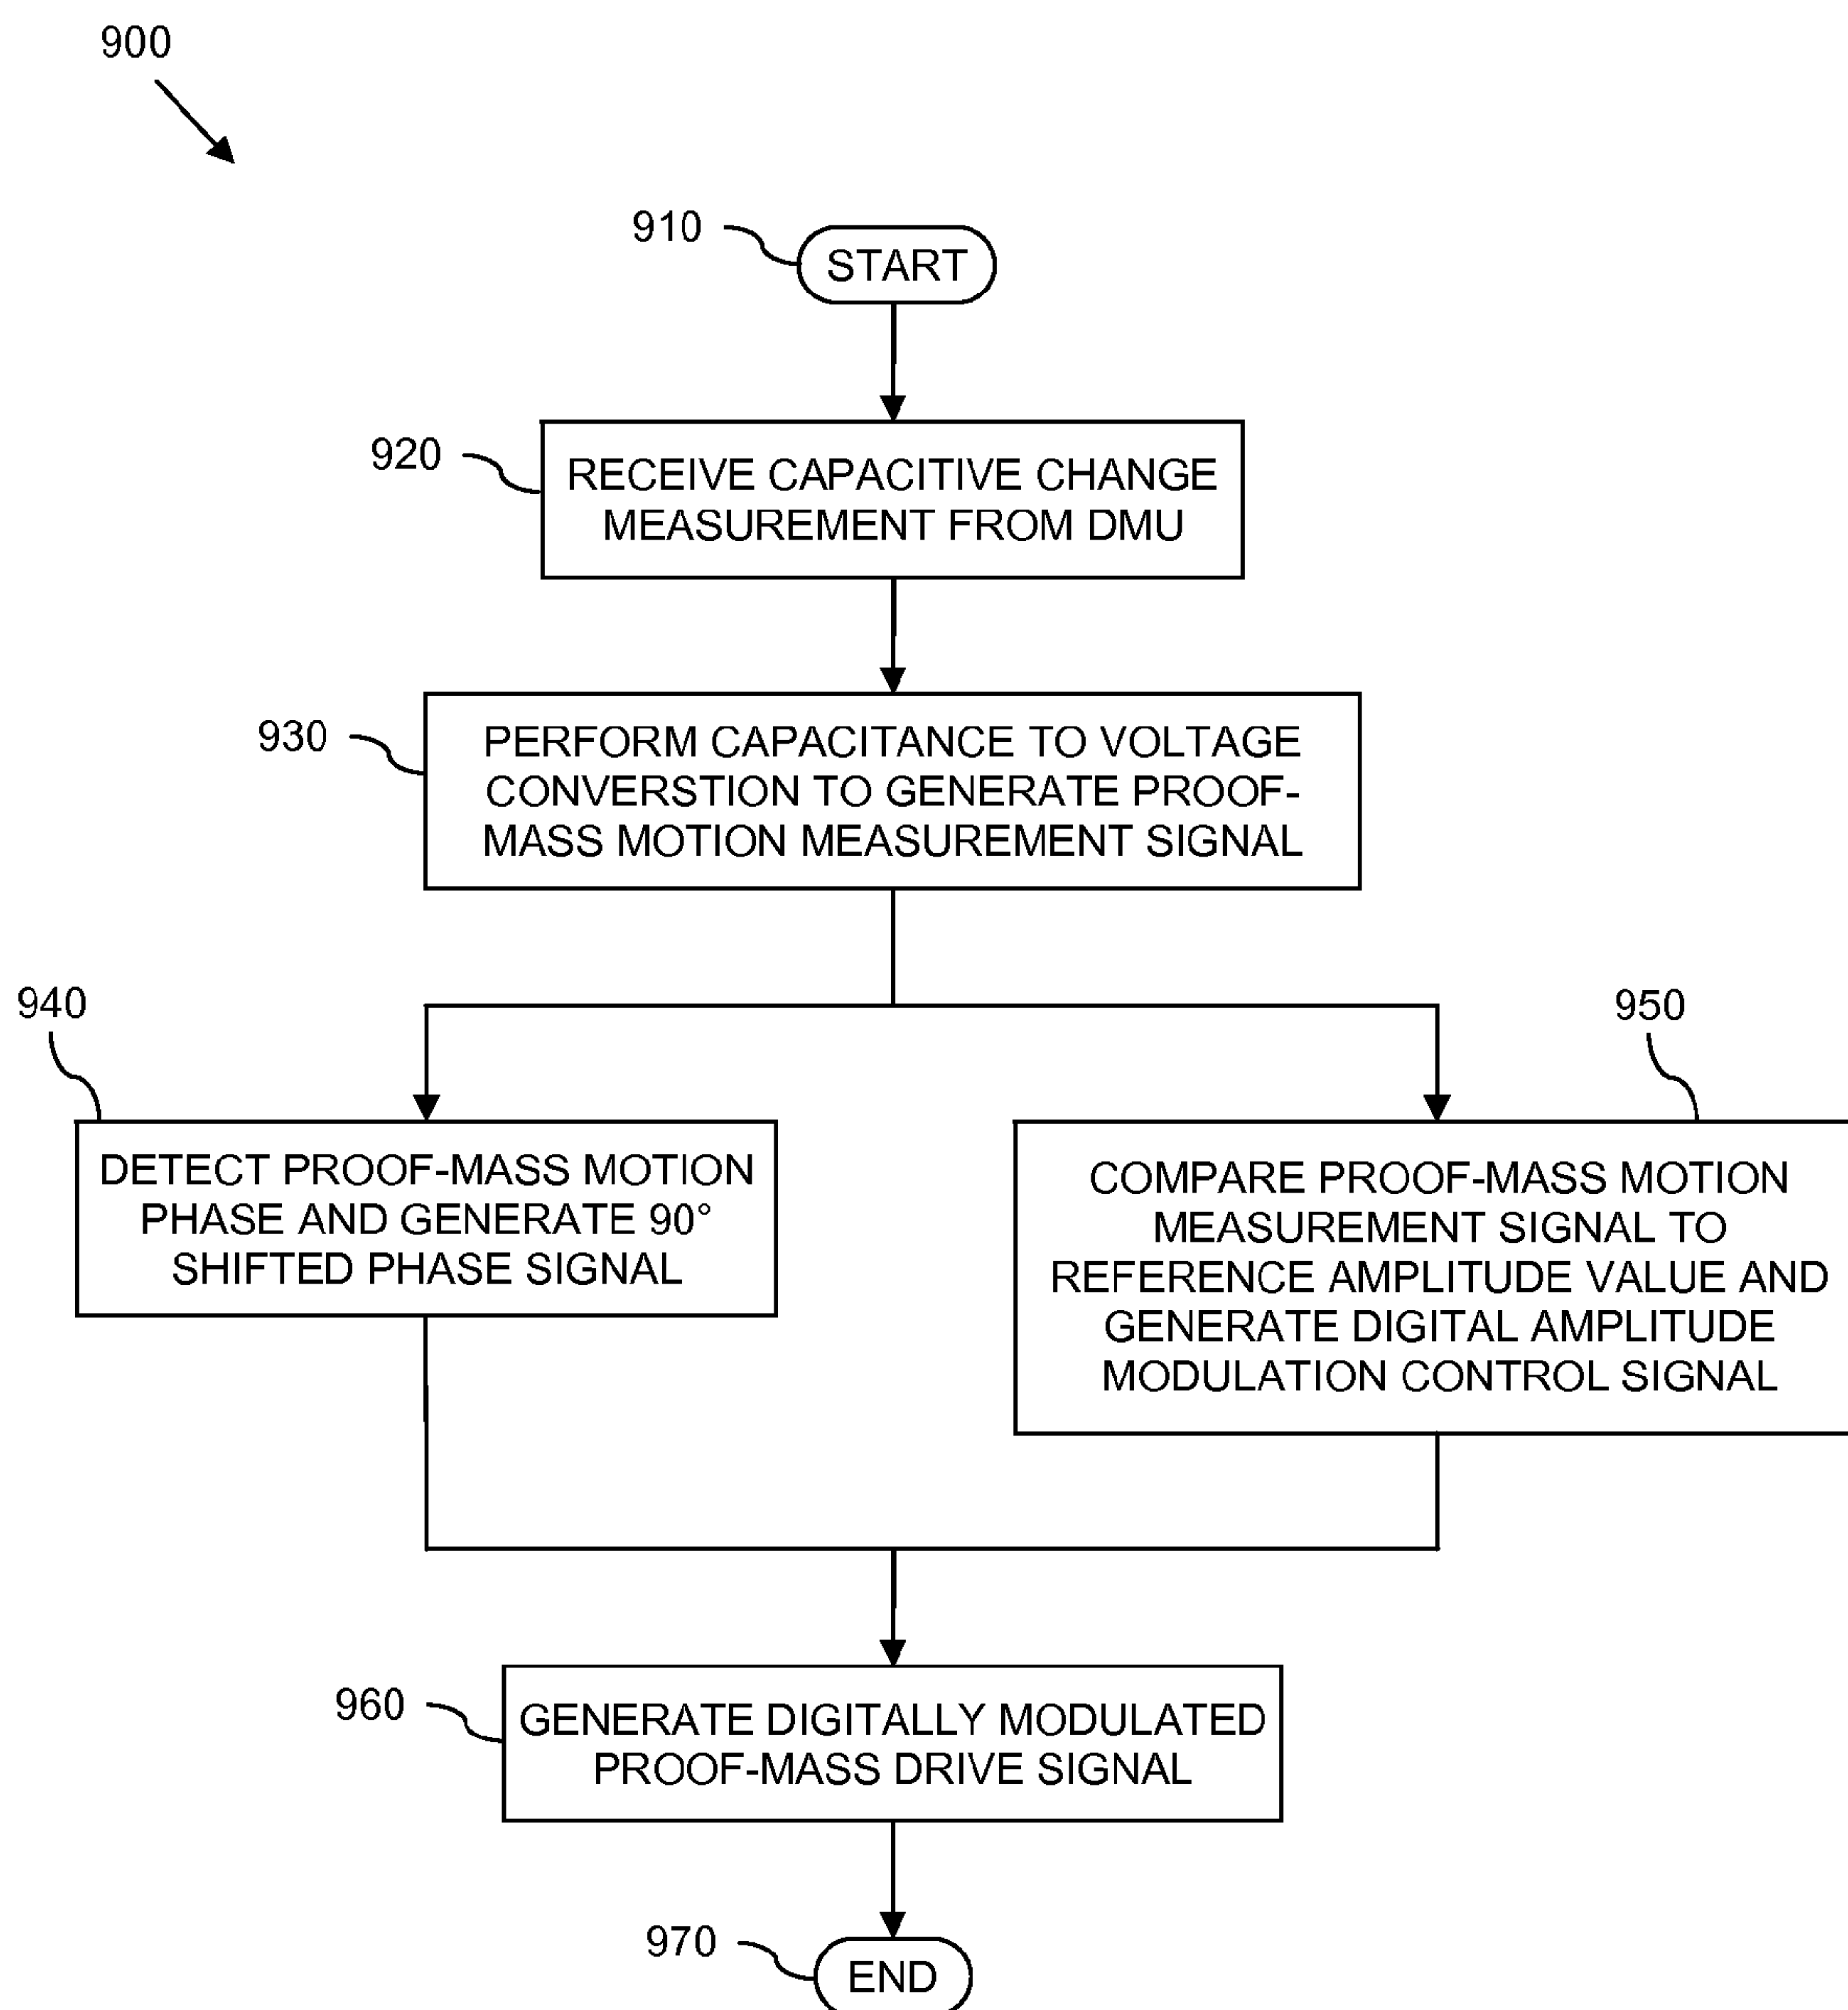 900
910
START
920
RECEIVE CAPACITIVE CHANGE
MEASUREMENT FROM DMU
930
PERFORM CAPACITANCE TO VOLTAGE
CONVERSTION TO GENERATE PROOF-
MASS MOTION MEASUREMENT SIGNAL
940
950
DETECT PROOF-MASS MOTION
PHASE AND GENERATE 90°
SHIFTED PHASE SIGNAL
COMPARE PROOF-MASS MOTION
MEASUREMENT SIGNAL TO
REFERENCE AMPLITUDE VALUE AND
GENERATE DIGITAL AMPLITUDE
MODULATION CONTROL SIGNAL
960
GENERATE DIGITALLY MODULATED
PROOF-MASS DRIVE SIGNAL
970
END